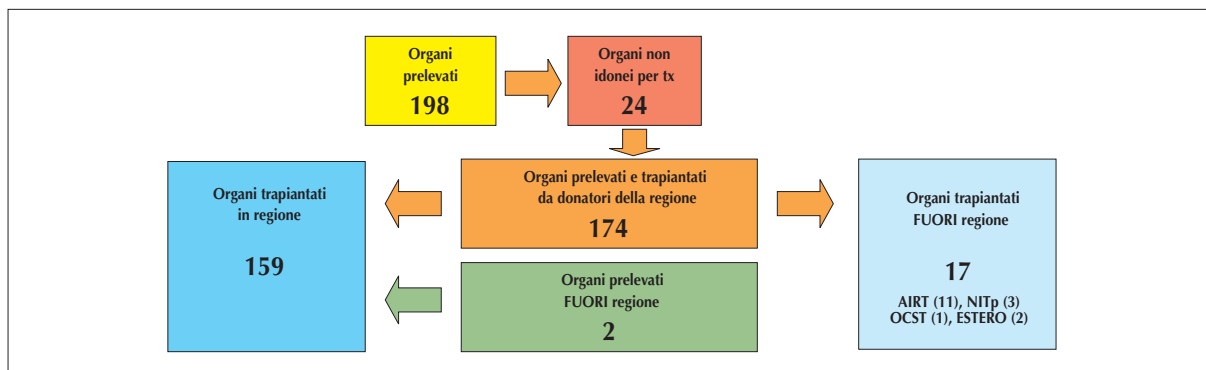 Organi
prelevati
198
Organi non
idonei per tx
24
Organi trapiantati
in regione
159
Organi prelevati e trapiantati
da donatori della regione
174
Organi prelevati
FUORI regione
2
Organi trapiantati
FUORI regione
17
AIRT (11), NITp (3)
OCST (1), ESTERO (2)